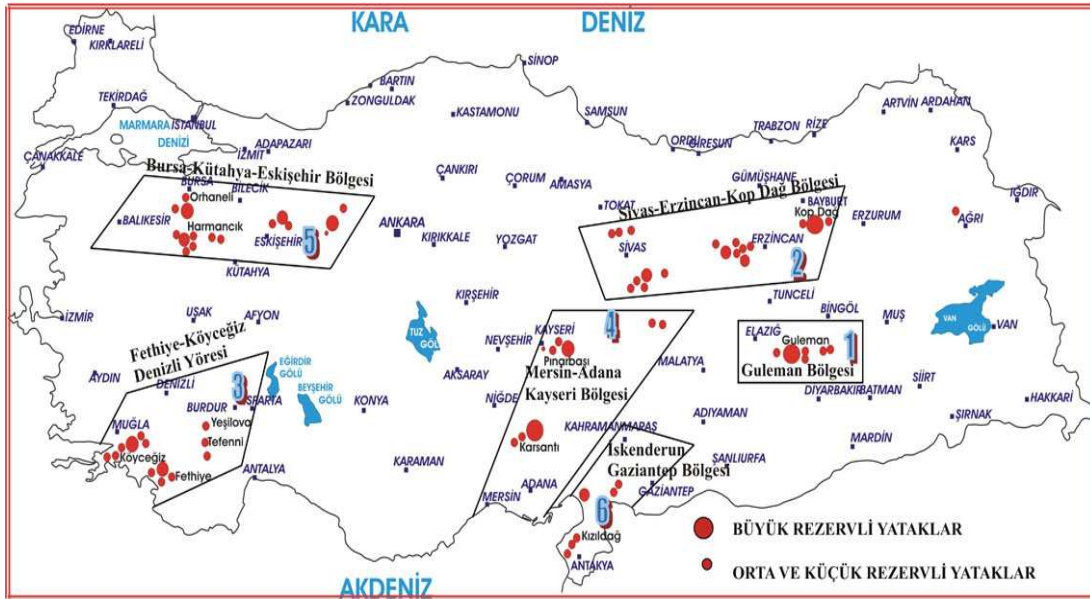 KARA DENİZ
EDİRNE
KIRKLARELİ
SİNOP
BARTIN
ZONGULDAK
KASTAMONU
TEKİRDAĞ
İSTANBUL
MARMARA
DENİZİ
SAMSUN
ARTVİN
ARDAHAN
RİZE
TRABZON
ORDU
GİRESUN
KARS
ADAPAZARI
İZMİT
ÇANAKKALE
Bursa-Kütahya-Eskişehir Bölgesi
ÇANKIRI
ÇORUM
AMASYA
GÜMÜŞHANE
IĞDIR
BURSA
BİLECİK
Orhaneli
TOKAT
Sivas-Erzincan-Kop Dağ Bölgesi
BAYBURT
Kop Dağ
ERZURUM
AĞRI
BALIKESİR
Harmancık
ESKİŞEHİR
5
ANKARA
KIRIKKALE
YOZGAT
SİVAS
ERZİNCAN
2
KÜTAHYA
TUNCELİ
İZMİR
UŞAK
AFYON
KIRŞEHİR
TUZ
GÖLÜ
4
BİNGÖL
MUŞ
VAN
GÖLÜ
VAN
Fethiye-Köyceğiz
Denizli Yöresi
NEVŞEHİR
KAYSERİ
Pınarbaşı
ELAZIĞ
Guleman
1
Guleman Bölgesi
MALATYA
EĞİRDİR
GÖLÜ
BEYŞEHİR
GÖLÜ
AYDIN
DENİZLİ
3
AKSARAY
Mersin-Adana
Kayseri Bölgesi
SİİRT
DİYARBAKIR
BATMAN
HAKKARİ
ŞIRNAK
BURDUR
ISPARTA
KONYA
NİĞDE
ADIYAMAN
MUĞLA
Yeşilova
Tefenni
KAHRAMANMARAŞ
MARDİN
Köyceğiz
Fethiye
ANTALYA
KARAMAN
Karsantı
İskenderun
Gaziantep Bölgesi
ŞANLIURFA
GAZİANTEP
MERSİN
ADANA
6
Kızıldağ
ANTAKYA
BÜYÜK REZERVLİ YATAKLAR
ORTA VE KÜÇÜK REZERVLİ YATAKLAR
AKDENİZ